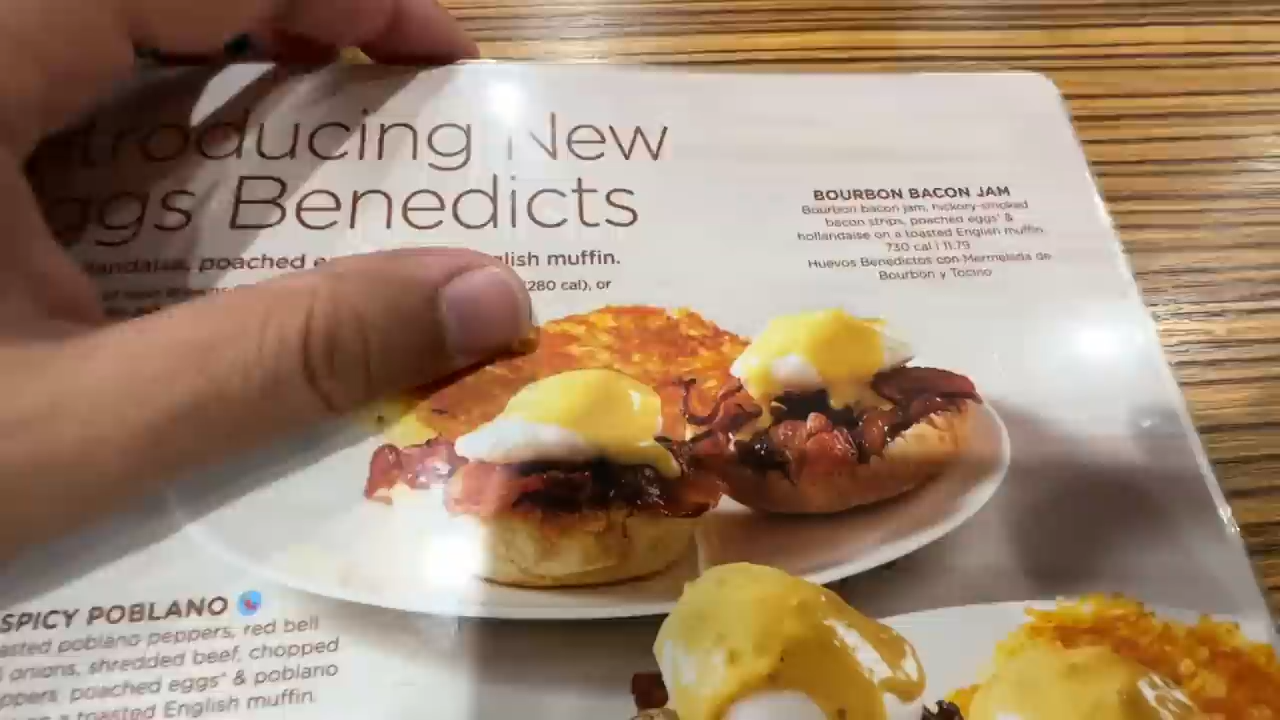 troducing New
ggs Benedicts
andaise, poached e lish muffin.
280 cal), or
BOURBON BACON JAM
Bourbon bacon jam, hickory-smoked
bacon strips, poached eggs* &
hollandaise on a toasted English muffin.
730 cal | 11.79
Huevos Benedictos con Mermelada de
Bourbon y Tocino
SPICY POBLANO
asted poblano peppers, red bell
onions, shredded beef, chopped
ppers, poached eggs* & poblano
n a toasted English muffin.